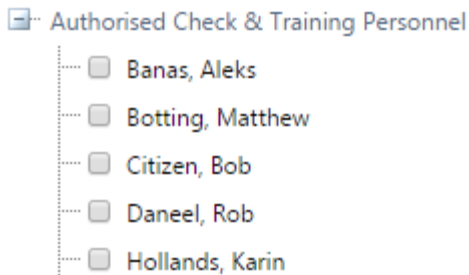 Authorised Check & Training Personnel
Banas, Aleks
Botting, Matthew
Citizen, Bob
Daneel, Rob
Hollands, Karin